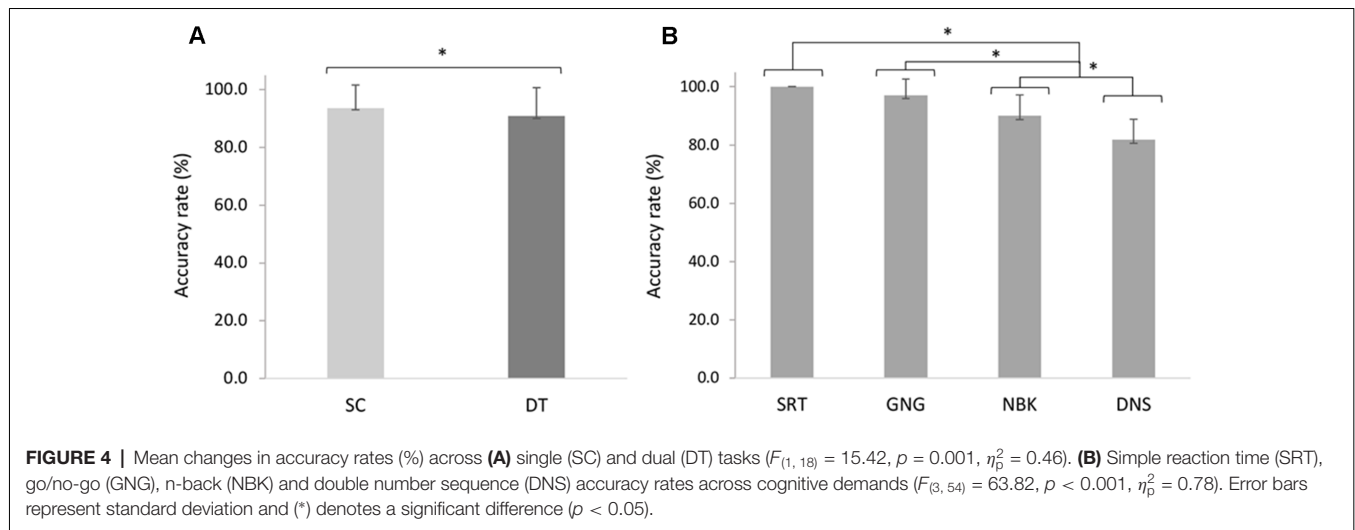 A
*
Accuracy rate (%)
100.0
80.0
60.0
40.0
20.0
0.0
SC DT
B
*
*
*
Accuracy rate (%)
100.0
80.0
60.0
40.0
20.0
0.0
SRT GNG NBK DNS
FIGURE 4 | Mean changes in accuracy rates (%) across (A) single (SC) and dual (DT) tasks (F(1, 18) = 15.42, p = 0.001, η²p = 0.46). (B) Simple reaction time (SRT),
go/no-go (GNG), n-back (NBK) and double number sequence (DNS) accuracy rates across cognitive demands (F(3, 54) = 63.82, p < 0.001, η²p = 0.78). Error bars
represent standard deviation and (*) denotes a significant difference (p < 0.05).